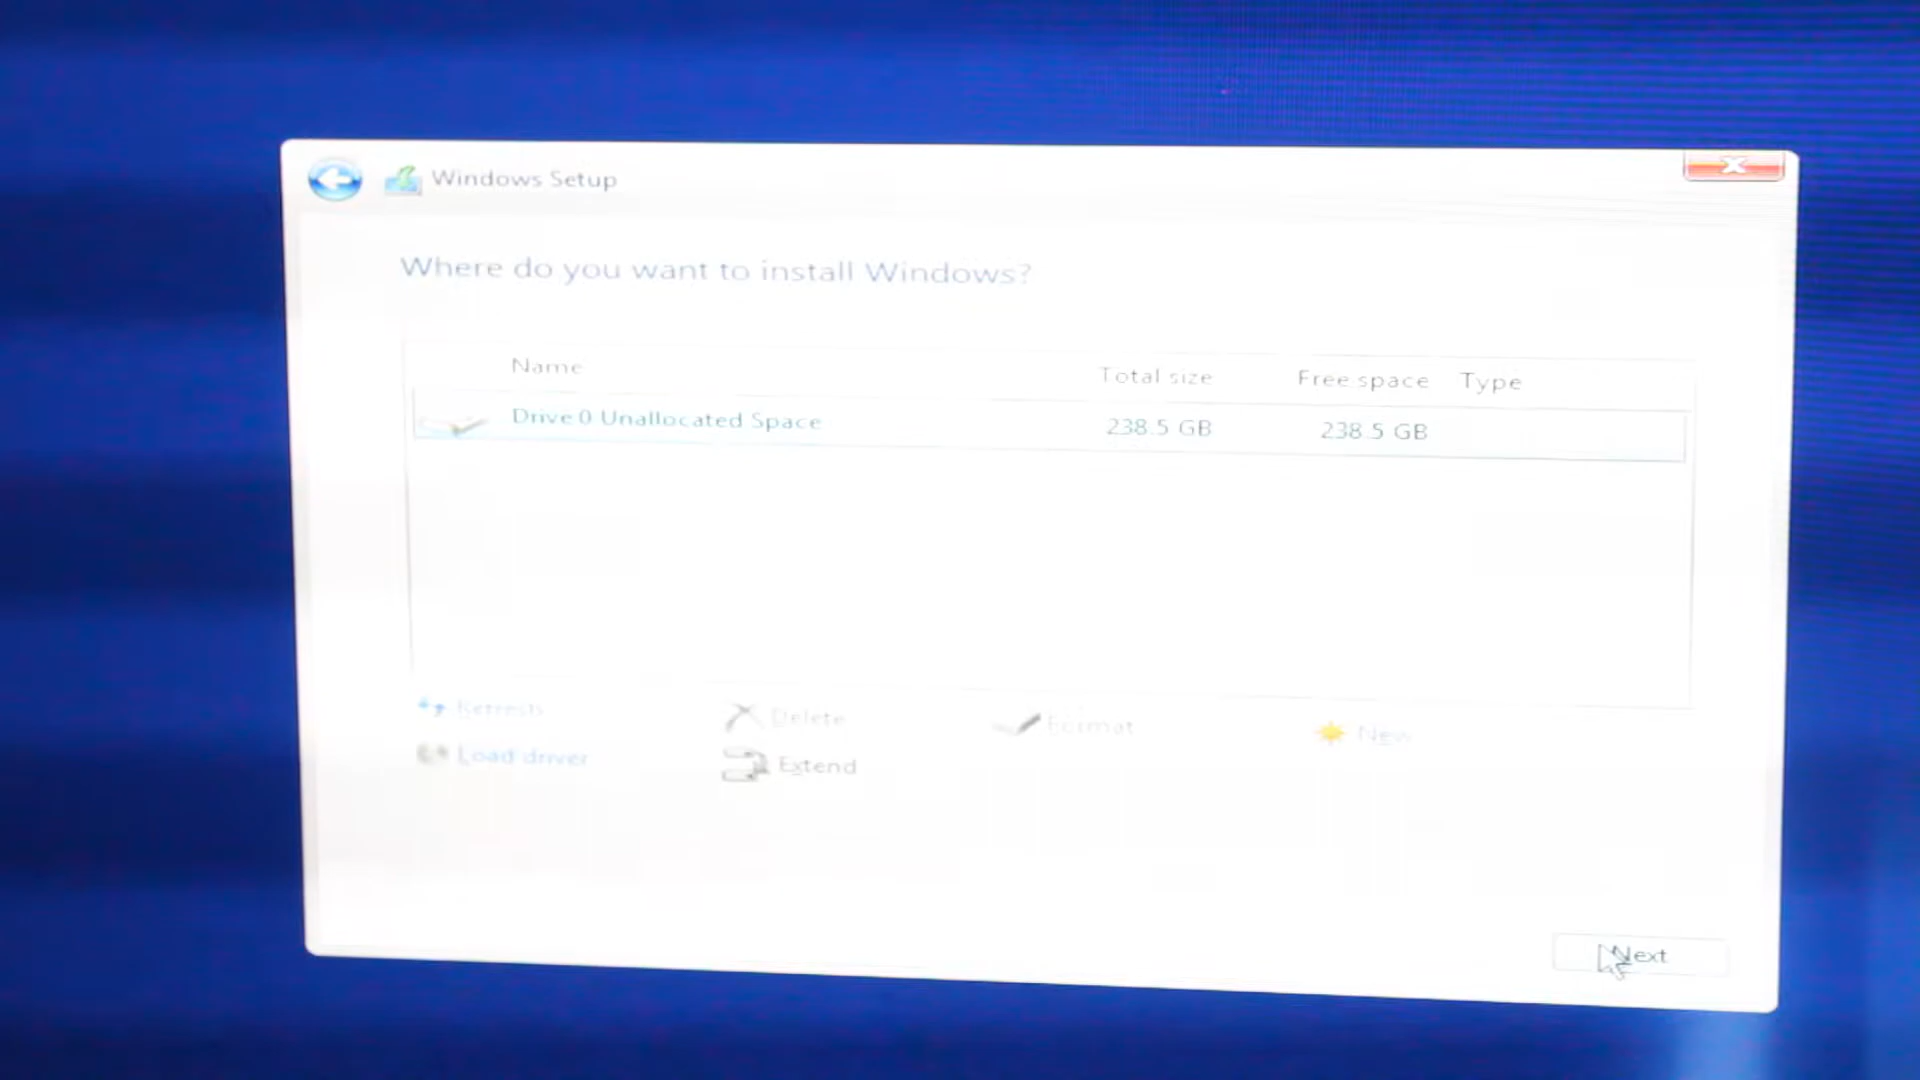 Windows Setup
Where do you want to install Windows?
Name Total size Free space Type
Drive 0 Unallocated Space 238.5 GB 238.5 GB
Refresh Delete Format New
Load driver Extend
Next